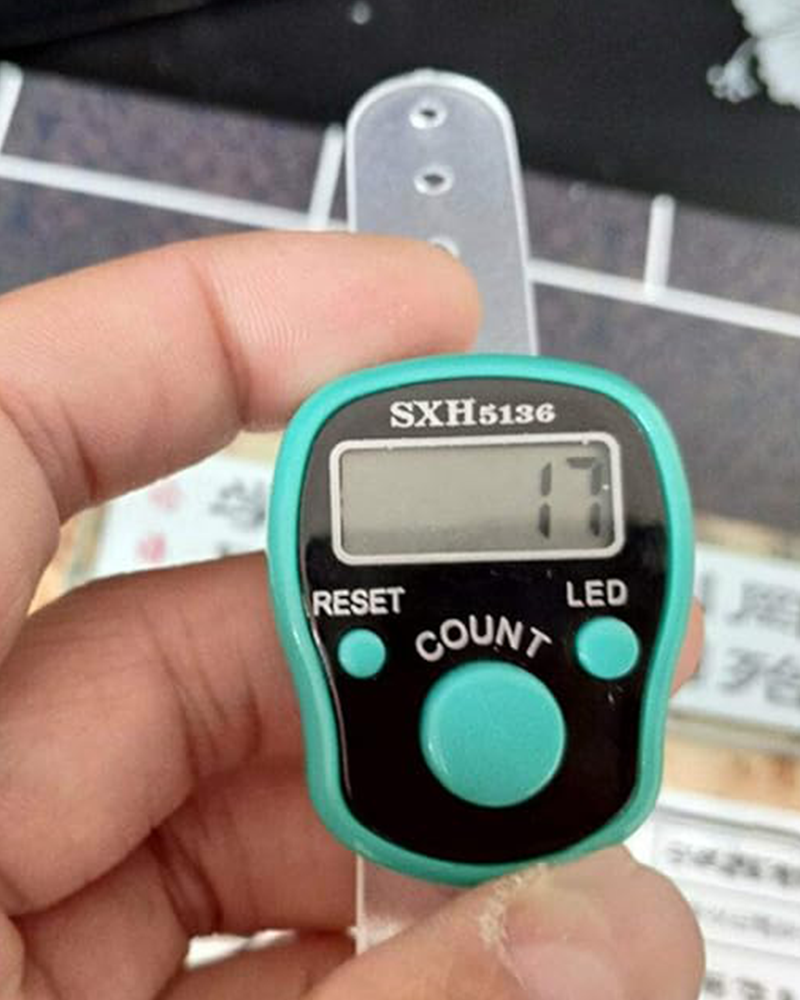 SXH5136
17
RESET
LED
COUNT